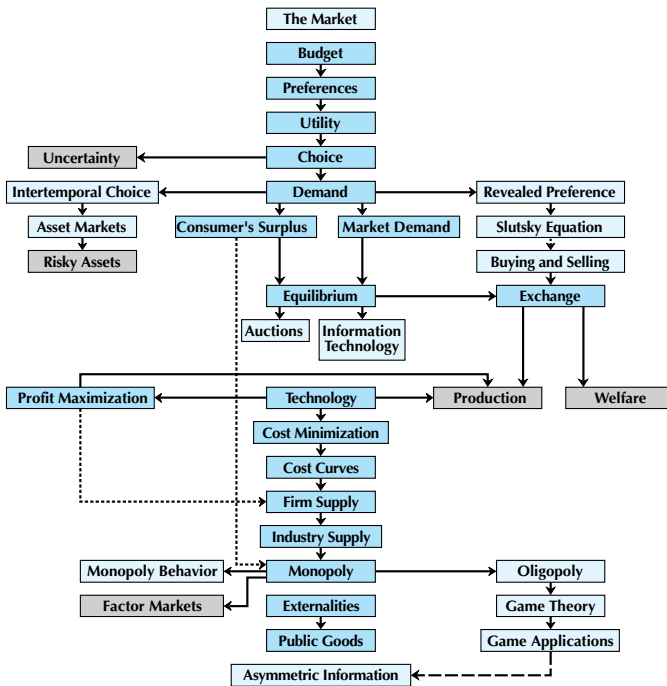 The Market
Budget
Preferences
Utility
Uncertainty
Choice
Intertemporal Choice
Demand
Revealed Preference
Asset Markets
Consumer's Surplus
Market Demand
Slutsky Equation
Risky Assets
Buying and Selling
Equilibrium
Exchange
Auctions
Information
Technology
Profit Maximization
Technology
Production
Welfare
Cost Minimization
Cost Curves
Firm Supply
Industry Supply
Monopoly Behavior
Monopoly
Oligopoly
Factor Markets
Externalities
Game Theory
Public Goods
Game Applications
Asymmetric Information